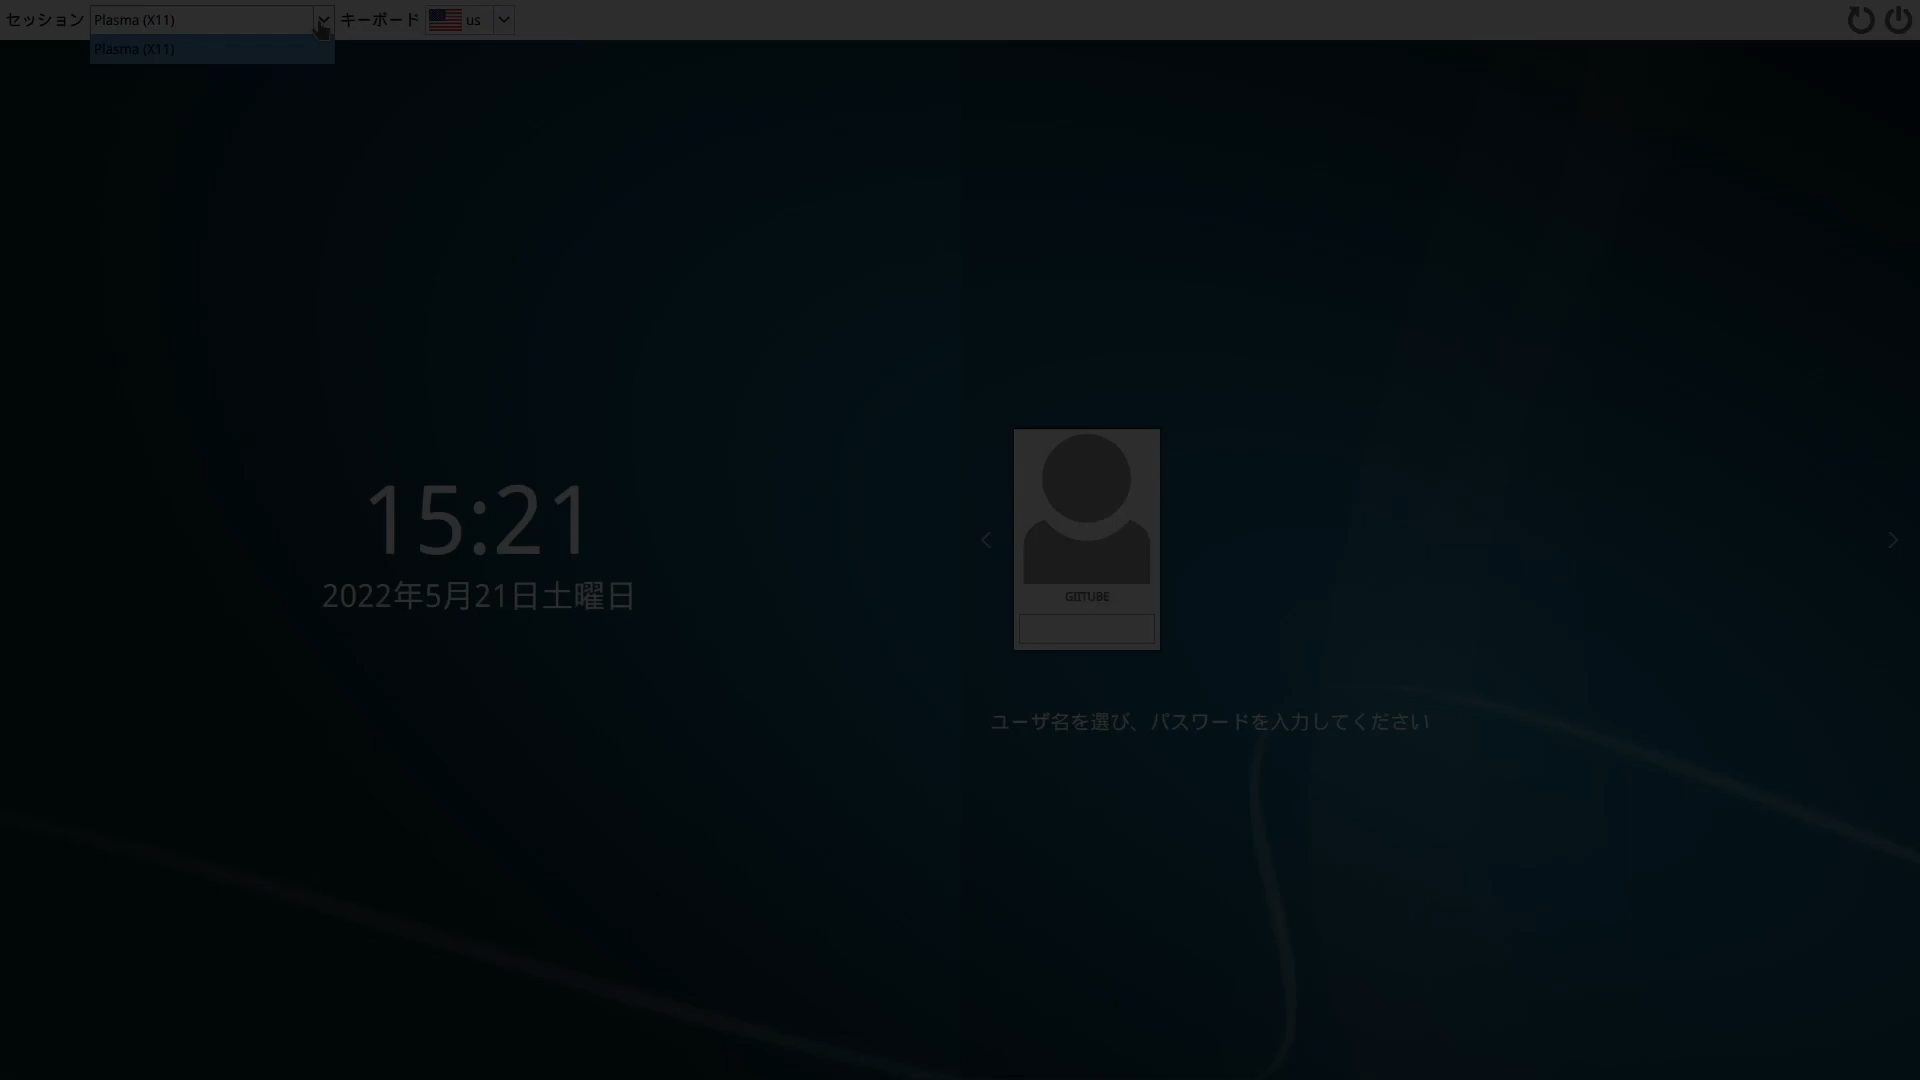 セッション Plasma (X11) キーボード us
Plasma (X11)
15:21
2022年5月21日土曜日
GIITUBE
ユーザ名を選び、パスワードを入力してください